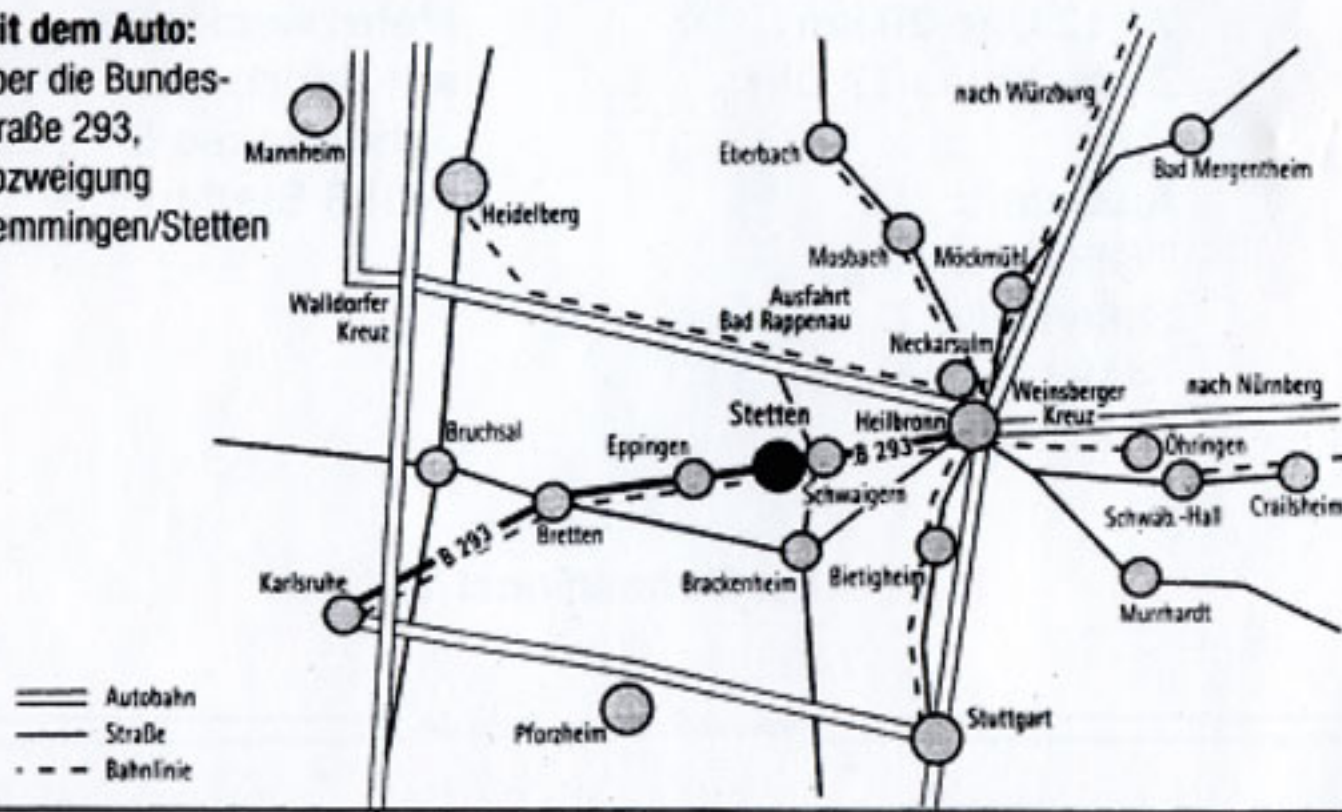 it dem Auto:
ber die Bundes-
raße 293,
bzweigung
emmingen/Stetten
Mannheim
Heidelberg
Walldorfer
Kreuz
Eberbach
nach Würzburg
Bad Mergentheim
Mosbach
Möckmühl
Ausfahrt
Bad Rappenau
Neckarsulm
Weinsberger
Kreuz
nach Nürnberg
Stetten
Heilbronn
Bruchsal
Eppingen
B 293
Öhringen
Schwaigern
Schwäb.-Hall
Crailsheim
Bretten
B 293
Karlsruhe
Brackenheim
Bietigheim
Murrhardt
Pforzheim
Stuttgart
Autobahn
Straße
Bahnlinie